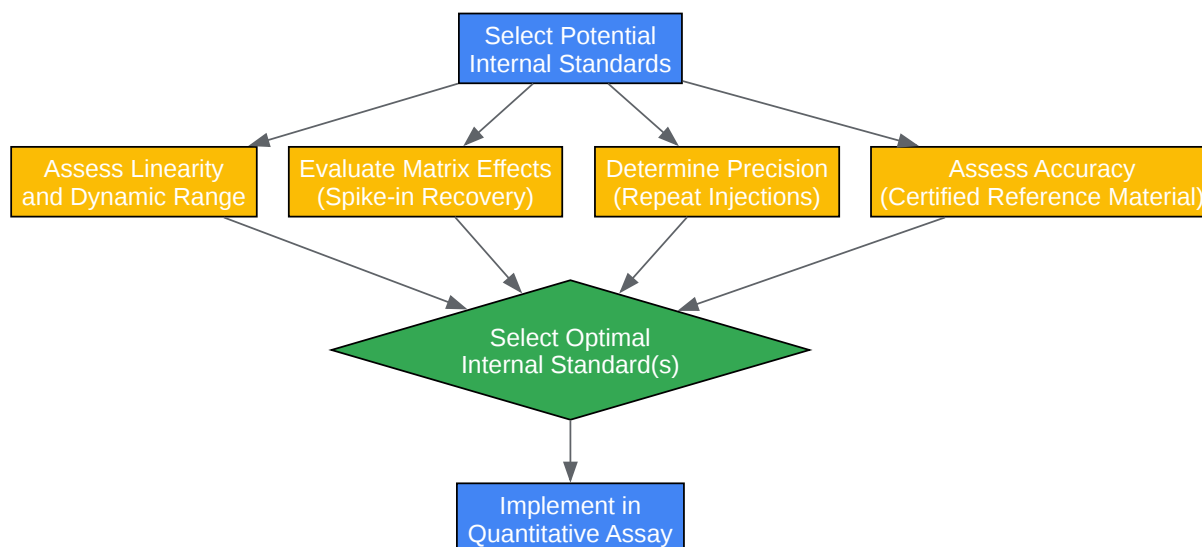 Select Potential
Internal Standards
Assess Linearity
and Dynamic Range
Evaluate Matrix Effects
(Spike-in Recovery)
Determine Precision
(Repeat Injections)
Assess Accuracy
(Certified Reference Material)
Select Optimal
Internal Standard(s)
Implement in
Quantitative Assay